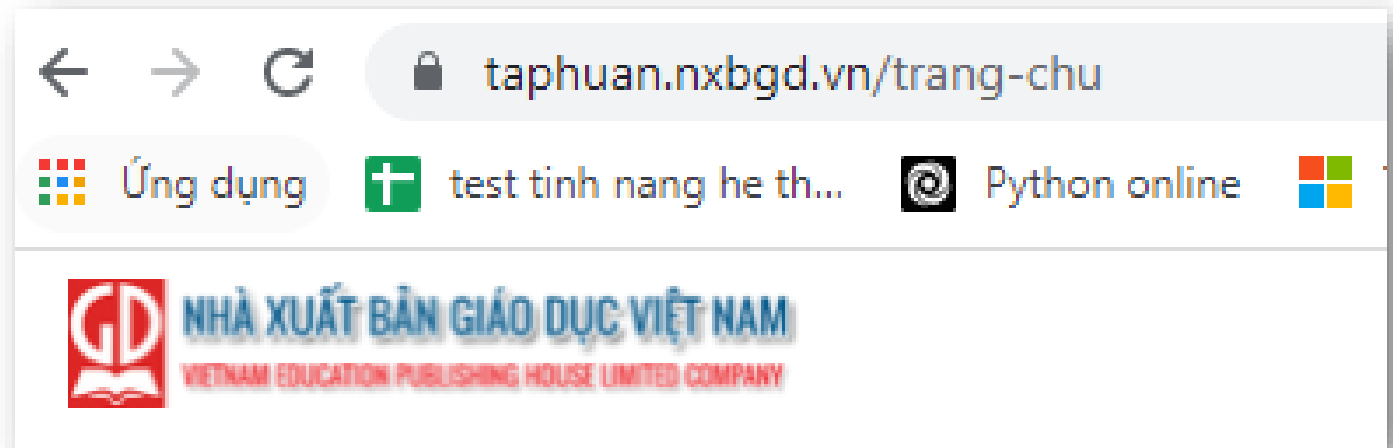 taphuan.nxbgd.vn/trang-chu
Ứng dụng test tinh nang he th... Python online
NHÀ XUẤT BẢN GIÁO DỤC VIỆT NAM
VIETNAM EDUCATION PUBLISHING HOUSE LIMITED COMPANY